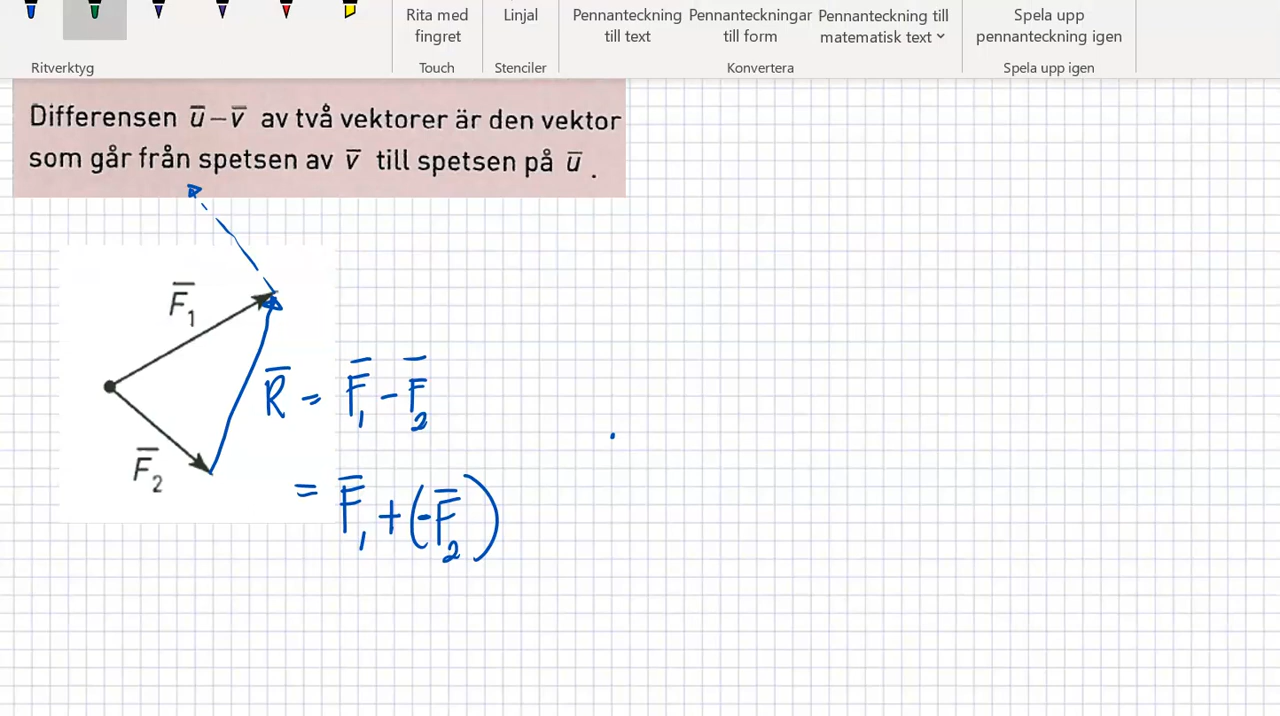 Rita med fingret
Linjal
Pennanteckning till text
Pennanteckningar till form
Pennanteckning till matematisk text
Spela upp pennanteckning igen
Ritverktyg
Touch
Stenciler
Konvertera
Spela upp igen
Differensen u̅ – v̅ av två vektorer är den vektor
som går från spetsen av v̅ till spetsen på u̅ .
F̅₁
R̅ = F̅₁ - F̅₂
F̅₂
= F̅₁ + (-F̅₂)